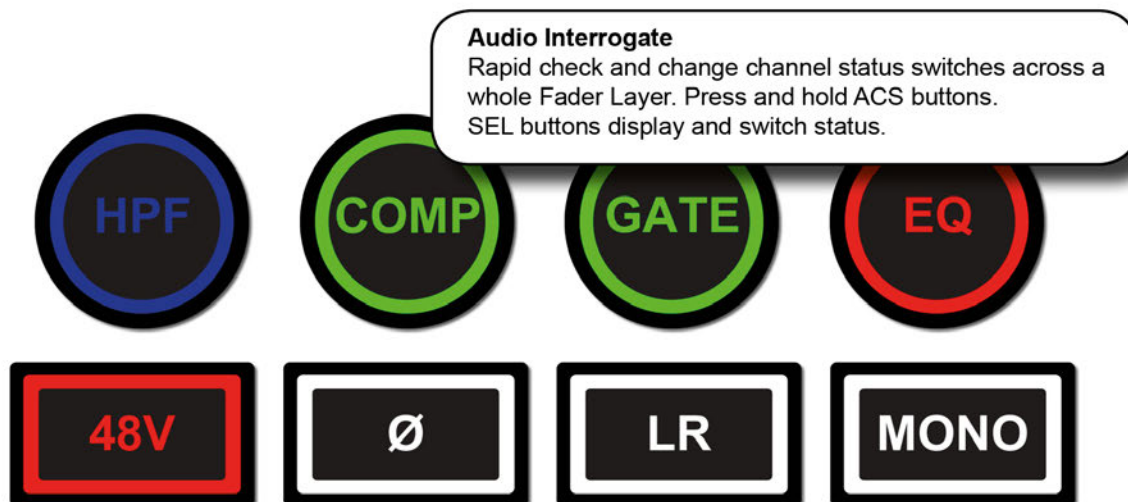 Audio Interrogate
Rapid check and change channel status switches across a
whole Fader Layer. Press and hold ACS buttons.
SEL buttons display and switch status.
HPF COMP GATE EQ
48V Ø LR MONO